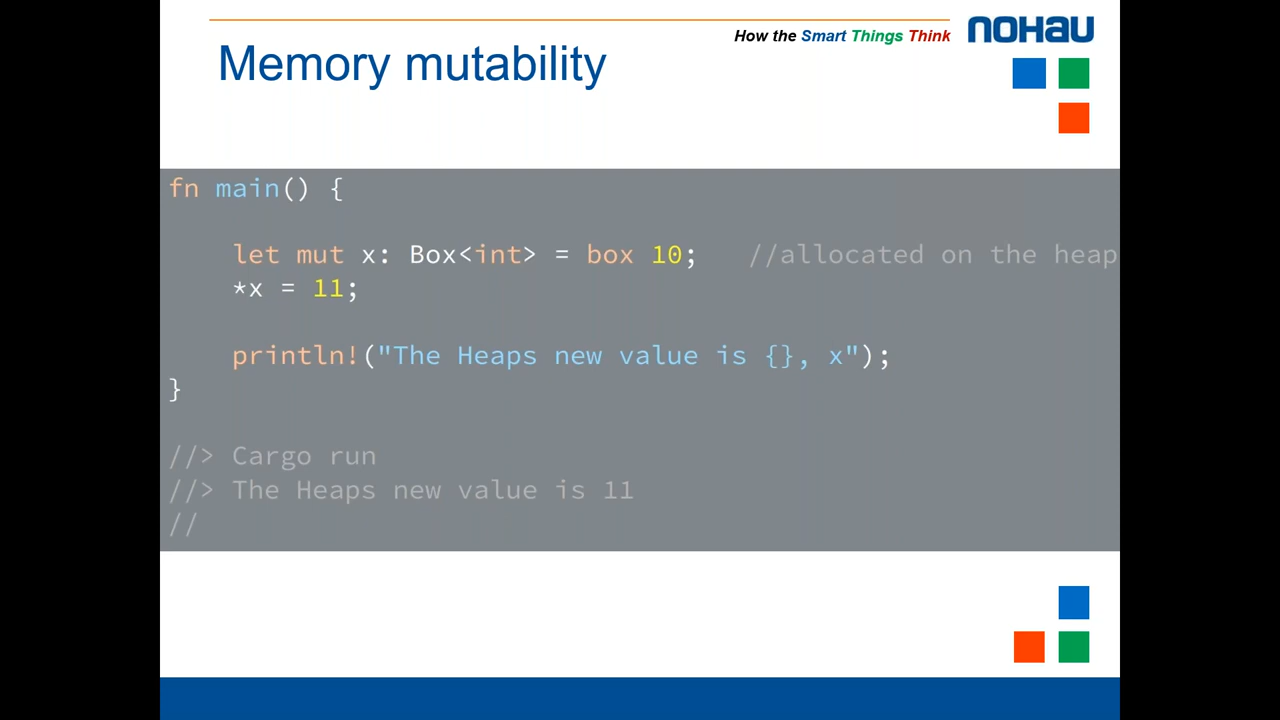 How the Smart Things Think
NOHAU
Memory mutability
fn main() {
let mut x: Box<int> = box 10;   //allocated on the heap
*x = 11;
println!("The Heaps new value is {}, x");
}
//> Cargo run
//> The Heaps new value is 11
//